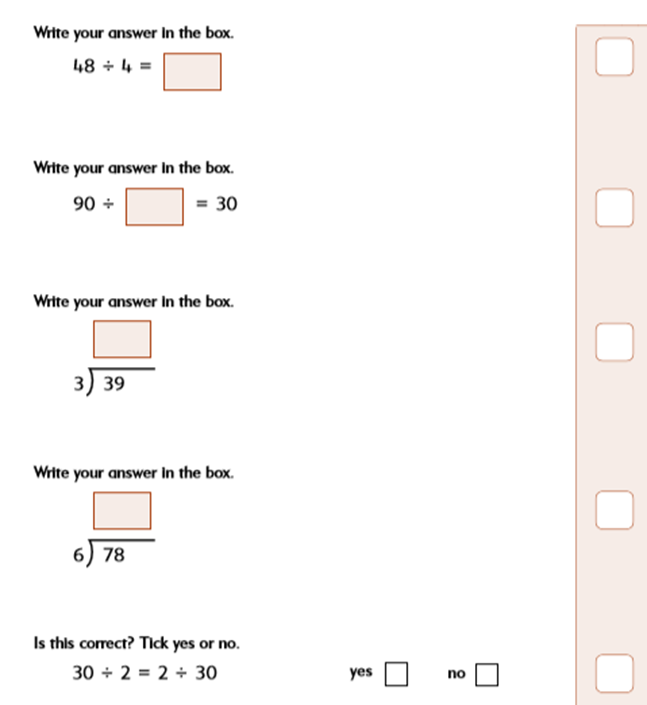 Write your answer in the box.
48 ÷ 4 =
Write your answer in the box.
90 ÷ = 30
Write your answer in the box.
3) 39
Write your answer in the box.
6) 78
Is this correct? Tick yes or no.
30 ÷ 2 = 2 ÷ 30 yes no